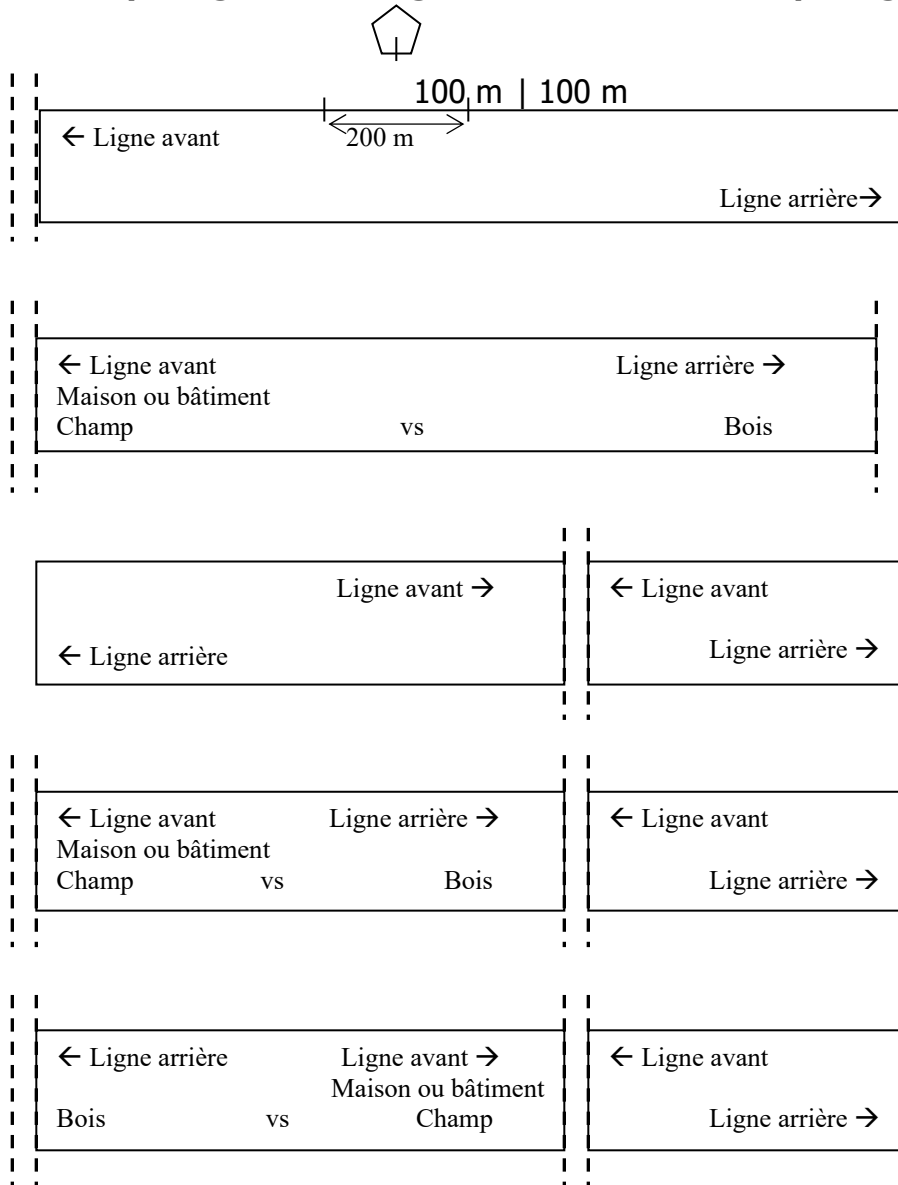 100 m | 100 m
← Ligne avant
200 m
Ligne arrière→
← Ligne avant Ligne arrière →
Maison ou bâtiment
Champ vs Bois
Ligne avant → ← Ligne avant
← Ligne arrière Ligne arrière →
← Ligne avant Ligne arrière → ← Ligne avant
Maison ou bâtiment
Champ vs Bois Ligne arrière →
← Ligne arrière Ligne avant → ← Ligne avant
Maison ou bâtiment
Bois vs Champ Ligne arrière →